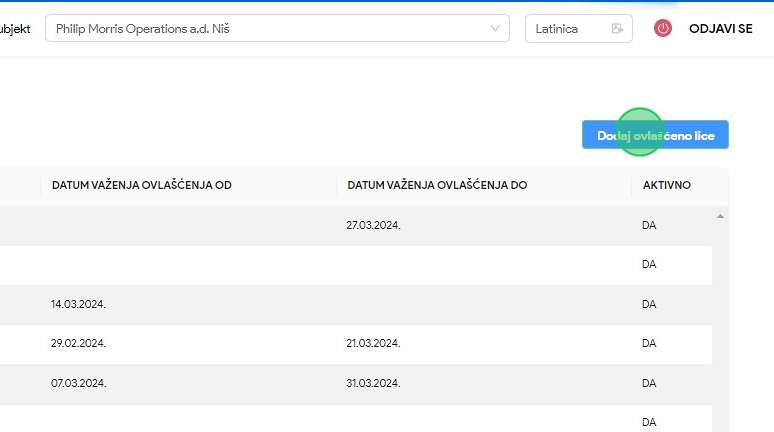 ubjekt Philip Morris Operations a.d. Niš Latinica ODJAVI SE
Dodaj ovlašćeno lice
DATUM VAŽENJA OVLAŠĆENJA OD DATUM VAŽENJA OVLAŠĆENJA DO AKTIVNO
27.03.2024. DA
DA
14.03.2024. DA
29.02.2024. 21.03.2024. DA
07.03.2024. 31.03.2024. DA
DA